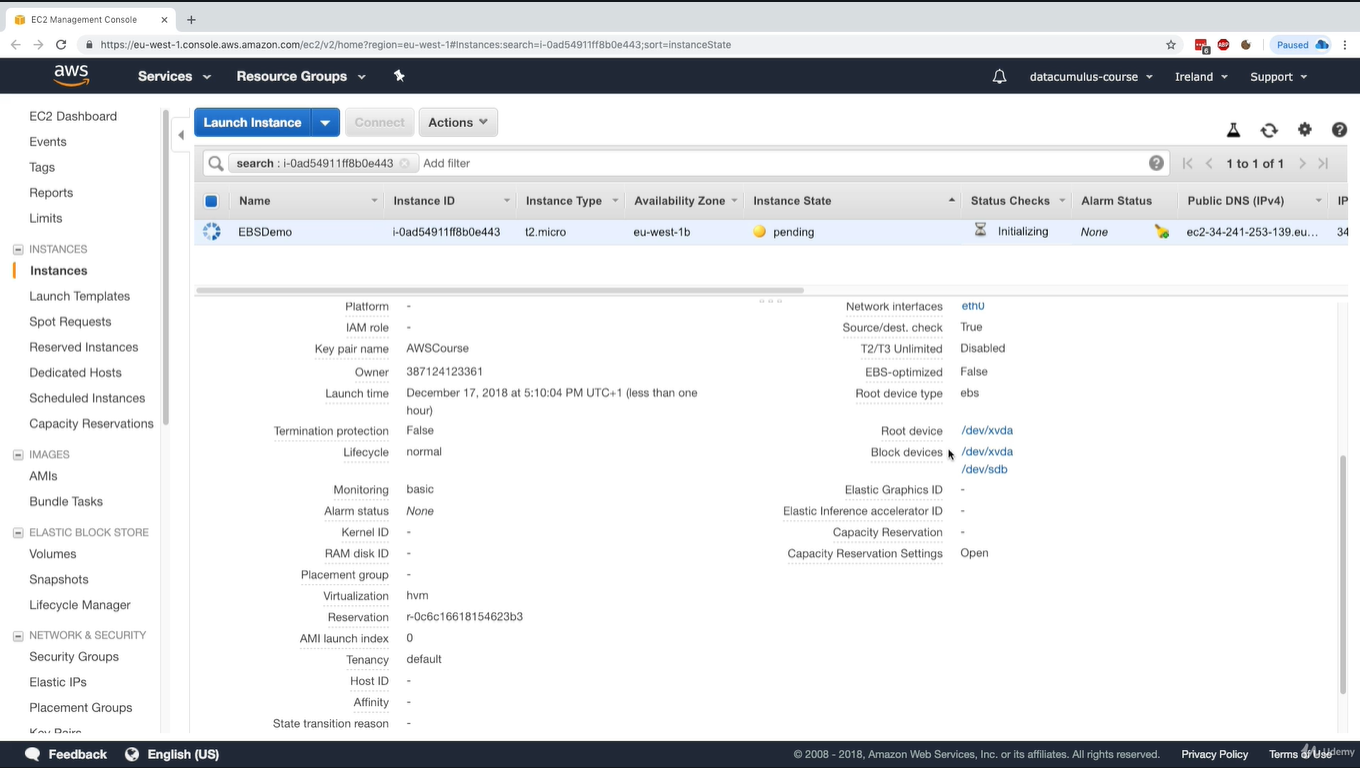 EC2 Management Console
https://eu-west-1.console.aws.amazon.com/ec2/v2/home?region=eu-west-1#Instances:search=i-0ad54911ff8b0e443;sort=instanceState
6
ABP
Paused
aws
Services
Resource Groups
datacumulus-course
Ireland
Support
EC2 Dashboard
Events
Tags
Reports
Limits
INSTANCES
Instances
Launch Templates
Spot Requests
Reserved Instances
Dedicated Hosts
Scheduled Instances
Capacity Reservations
IMAGES
AMIs
Bundle Tasks
ELASTIC BLOCK STORE
Volumes
Snapshots
Lifecycle Manager
NETWORK & SECURITY
Security Groups
Elastic IPs
Placement Groups
Key Pairs
Launch Instance
Connect
Actions
search : i-0ad54911ff8b0e443
Add filter
1 to 1 of 1
Name Instance ID Instance Type Availability Zone Instance State Status Checks Alarm Status Public DNS (IPv4) IP
EBSDemo i-0ad54911ff8b0e443 t2.micro eu-west-1b pending Initializing None ec2-34-241-253-139.eu... 34
Platform -
IAM role -
Key pair name AWSCourse
Owner 387124123361
Launch time December 17, 2018 at 5:10:04 PM UTC+1 (less than one
hour)
Termination protection False
Lifecycle normal
Monitoring basic
Alarm status None
Kernel ID -
RAM disk ID -
Placement group -
Virtualization hvm
Reservation r-0c6c16618154623b3
AMI launch index 0
Tenancy default
Host ID -
Affinity -
State transition reason -
Network interfaces eth0
Source/dest. check True
T2/T3 Unlimited Disabled
EBS-optimized False
Root device type ebs
Root device /dev/xvda
Block devices /dev/xvda
/dev/sdb
Elastic Graphics ID -
Elastic Inference accelerator ID -
Capacity Reservation -
Capacity Reservation Settings Open
Feedback
English (US)
© 2008 - 2018, Amazon Web Services, Inc. or its affiliates. All rights reserved.
Privacy Policy
Terms of Use
Udemy